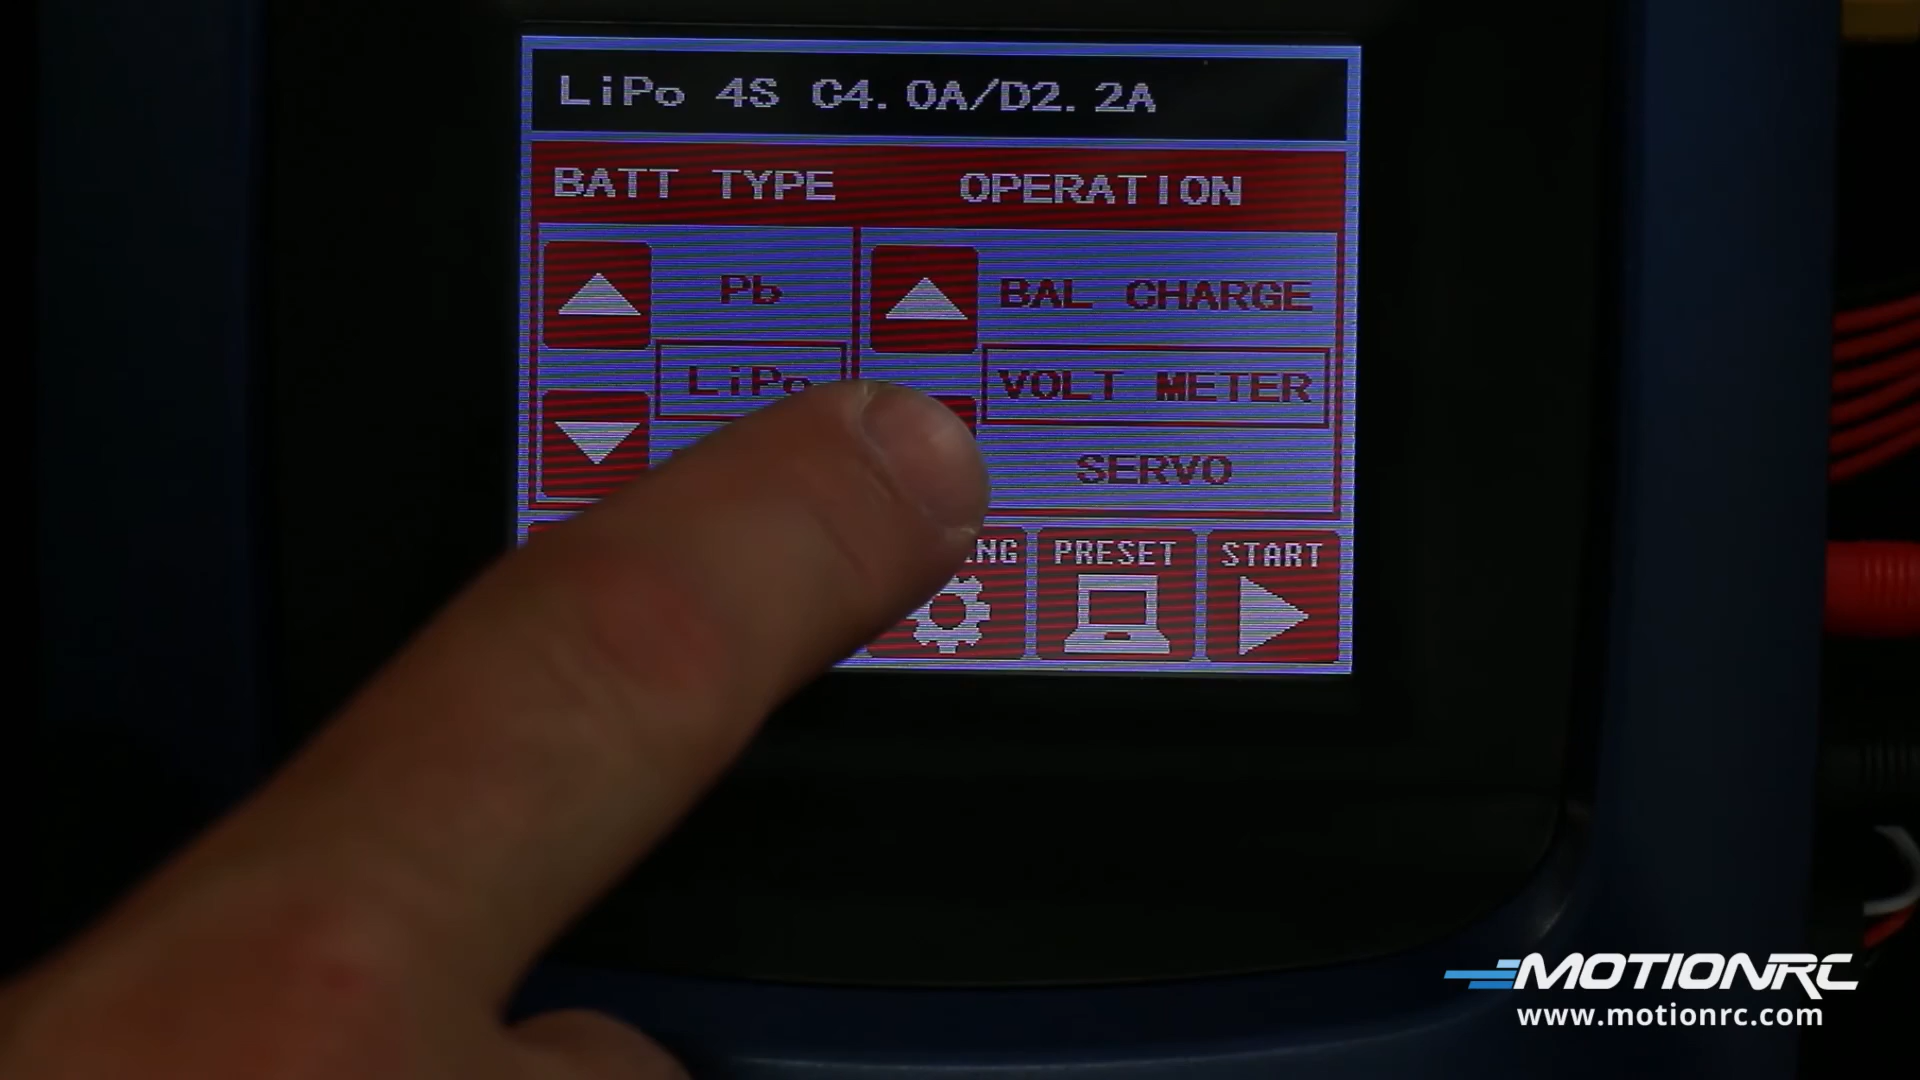 LiPo 4S C4.0A/D2.2A
BATT TYPE OPERATION
Pb BAL CHARGE
LiPo VOLT METER
SERVO
PRESET START
MOTIONRC
www.motionrc.com